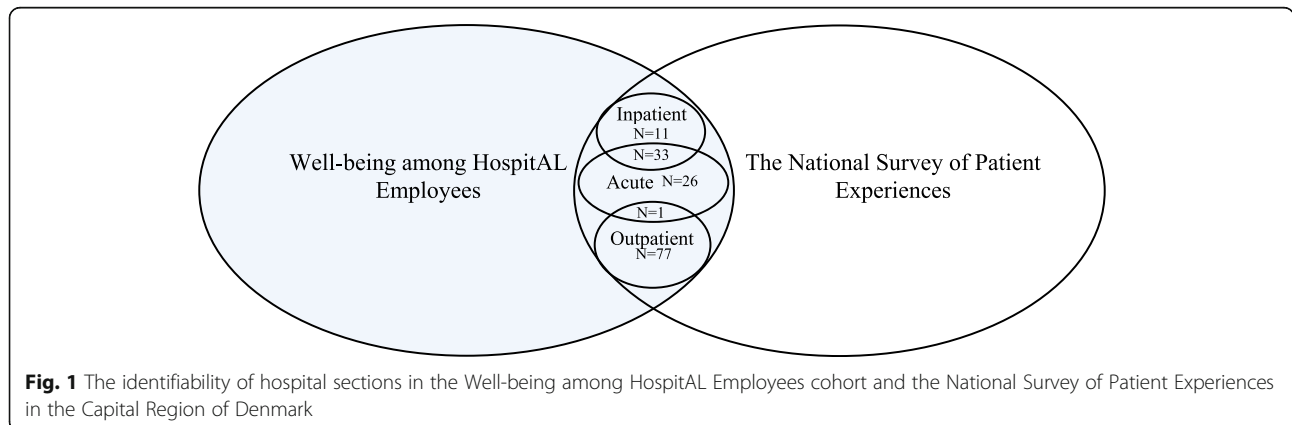 Inpatient
N=11
N=33
Well-being among HospitAL
Employees
Acute N=26
The National Survey of Patient
Experiences
N=1
Outpatient
N=77
Fig. 1 The identifiability of hospital sections in the Well-being among HospitAL Employees cohort and the National Survey of Patient Experiences
in the Capital Region of Denmark